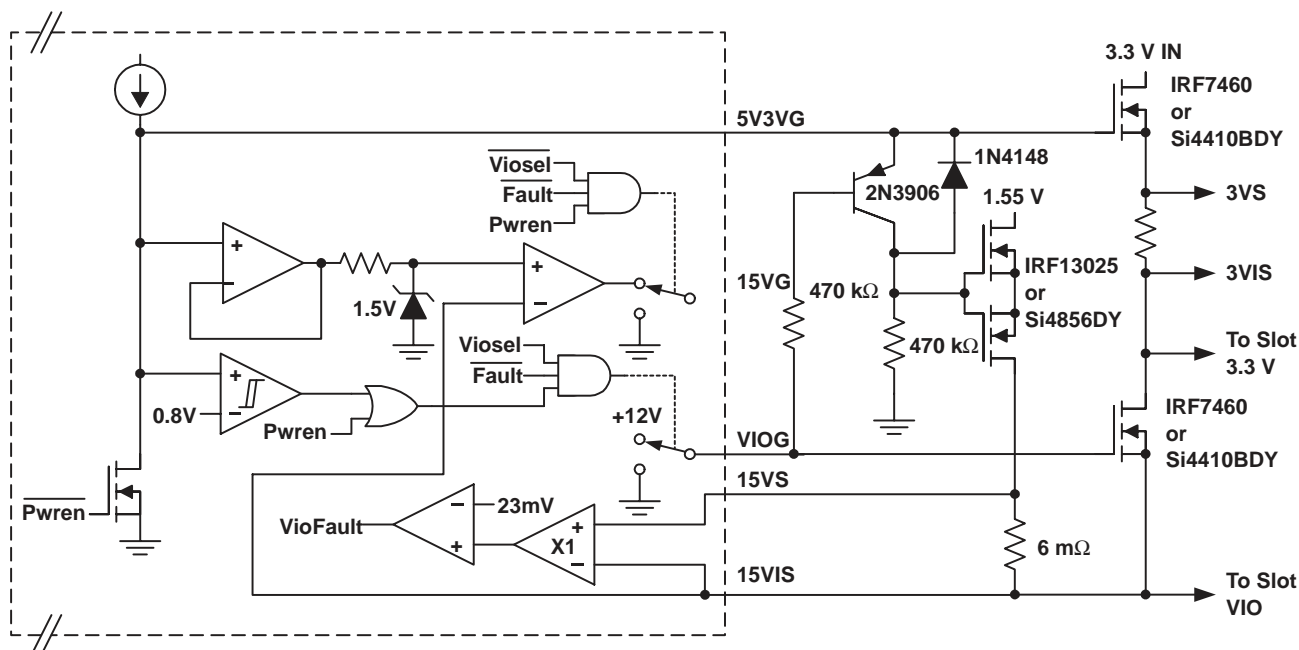 3.3 V IN
IRF7460
or
Si4410BDY
5V3VG
Viosel
Fault
Pwren
2N3906
1N4148
3VS
1.55 V
1.5V
15VG
470 kΩ
IRF13025
or
Si4856DY
3VIS
470 kΩ
To Slot
3.3 V
Viosel
Fault
0.8V
Pwren
+12V
VIOG
IRF7460
or
Si4410BDY
15VS
Pwren
VioFault
23mV
X1
6 mΩ
15VIS
To Slot
VIO
+
−
+
−
+
−
−
+
+
−